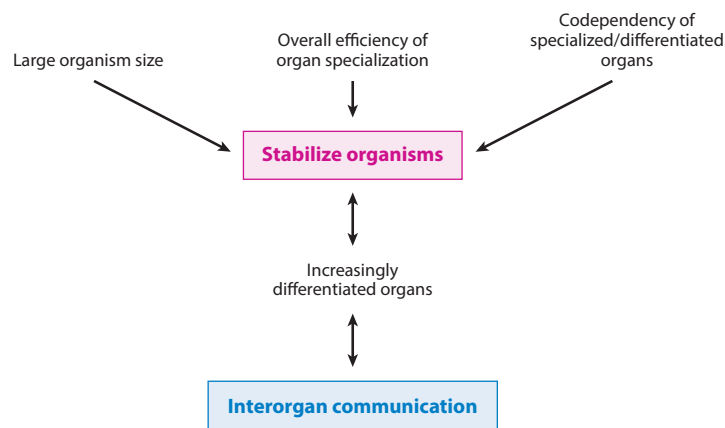 Large organism size
Overall efficiency of
organ specialization
Codependency of
specialized/differentiated
organs
Stabilize organisms
Increasingly
differentiated organs
Interorgan communication